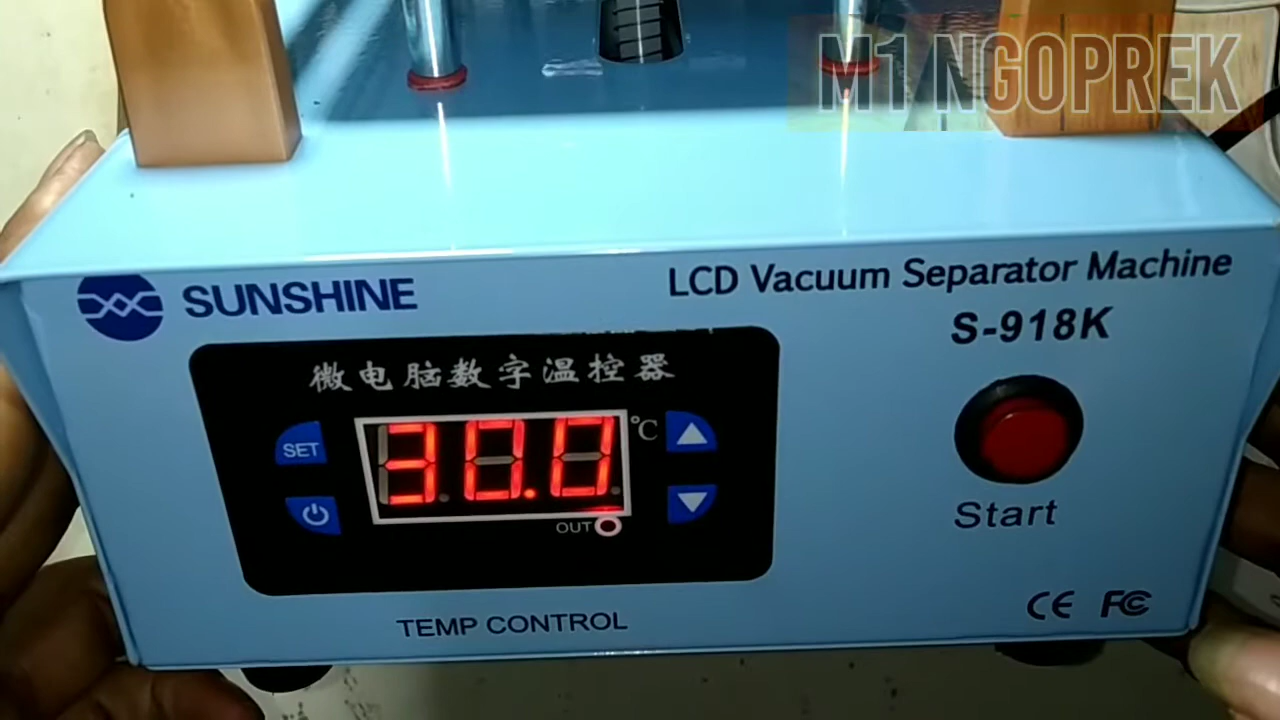 M1 NGOPREK
SUNSHINE
LCD Vacuum Separator Machine
S-918K
微电脑数字温控器
SET
30.0
°C
OUT
Start
TEMP CONTROL
CE FC